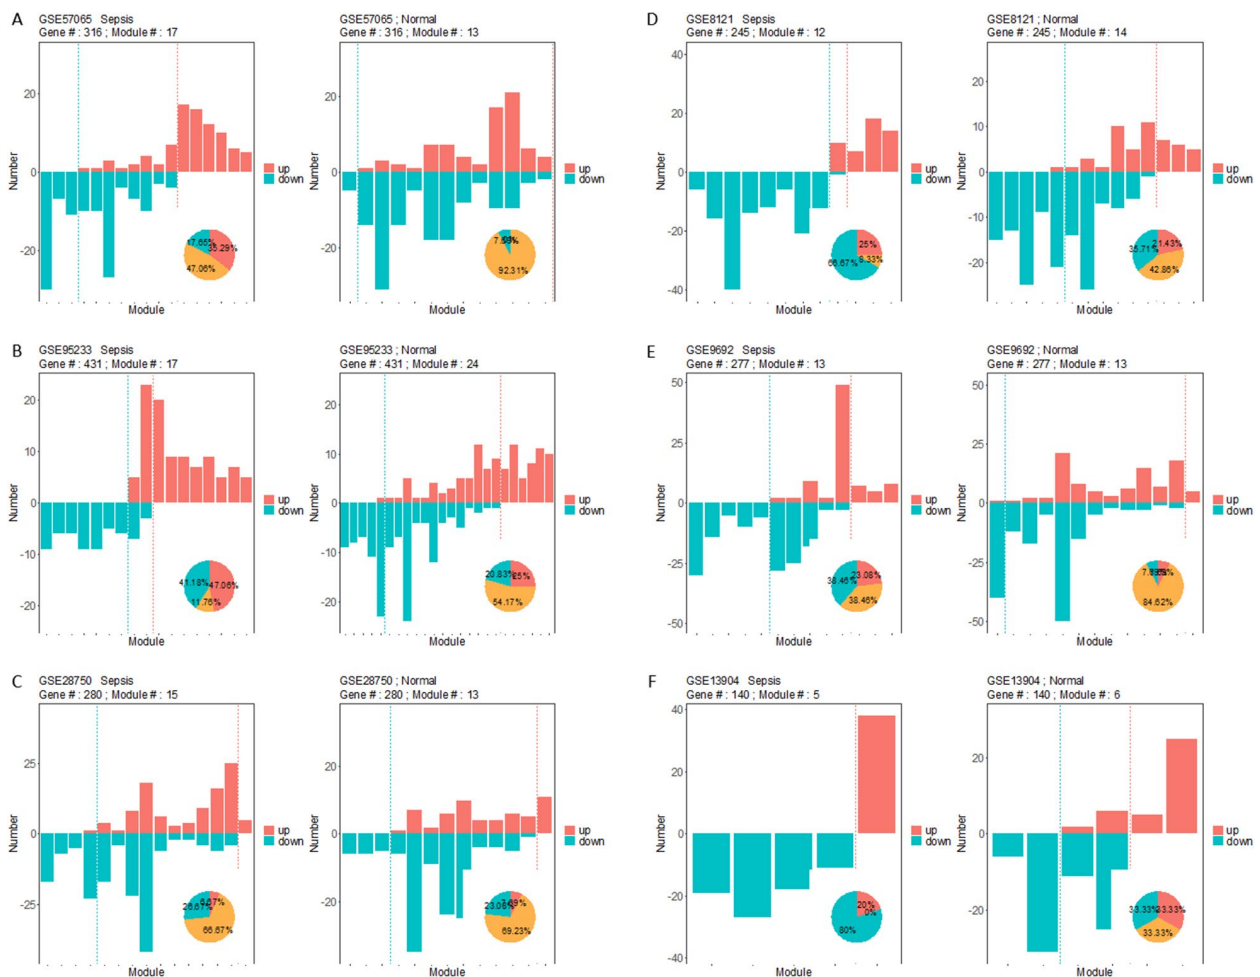 A
GSE57065 Sepsis
Gene # : 316 ; Module # : 17
20
0
-20
Number
Module
up
down
17.65%
35.29%
47.06%
GSE57065 ; Normal
Gene # : 316 ; Module # : 13
20
0
-20
Number
Module
up
down
92.31%
B
GSE95233 Sepsis
Gene # : 431 ; Module # : 17
20
10
0
-10
-20
Number
Module
up
down
41.18%
47.06%
11.76%
GSE95233 ; Normal
Gene # : 431 ; Module # : 24
20
10
0
-10
-20
Number
Module
up
down
20.83%
25%
54.17%
C
GSE28750 Sepsis
Gene # : 280 ; Module # : 15
25
0
-25
Number
Module
up
down
26.67%
6.67%
66.67%
GSE28750 ; Normal
Gene # : 280 ; Module # : 13
20
0
-20
Number
Module
up
down
23.08%
7.69%
69.23%
D
GSE8121 Sepsis
Gene # : 245 ; Module # : 12
40
20
0
-20
-40
Number
Module
up
down
25%
66.67%
8.33%
GSE8121 ; Normal
Gene # : 245 ; Module # : 14
20
10
0
-10
-20
Number
Module
up
down
35.71%
21.43%
42.86%
E
GSE9692 Sepsis
Gene # : 277 ; Module # : 13
50
25
0
-25
-50
Number
Module
up
down
38.46%
23.08%
38.46%
GSE9692 ; Normal
Gene # : 277 ; Module # : 13
50
25
0
-25
-50
Number
Module
up
down
84.62%
F
GSE13904 Sepsis
Gene # : 140 ; Module # : 5
40
20
0
-20
-40
Number
Module
up
down
20%
0%
80%
GSE13904 ; Normal
Gene # : 140 ; Module # : 6
20
0
-20
Number
Module
up
down
33.33%
33.33%
33.33%